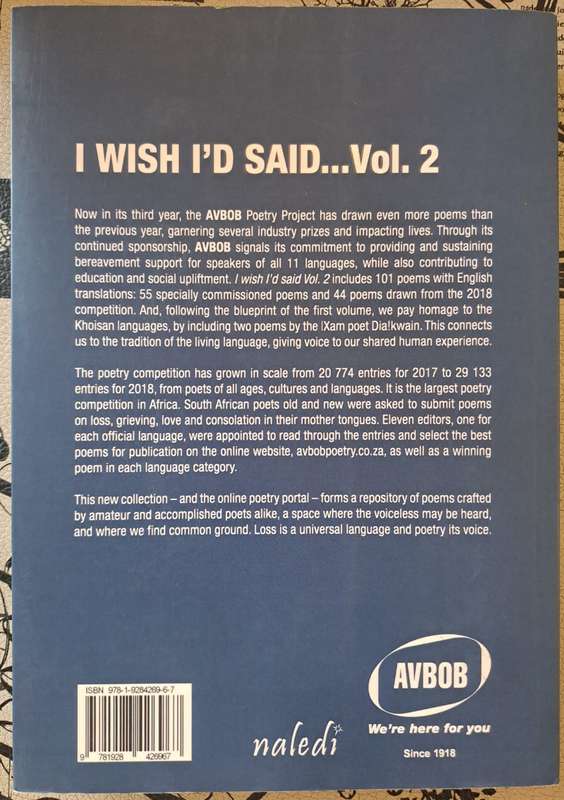 I WISH I'D SAID...Vol. 2
Now in its third year, the AVBOB Poetry Project has drawn even more poems than
the previous year, garnering several industry prizes and impacting lives. Through its
continued sponsorship, AVBOB signals its commitment to providing and sustaining
bereavement support for speakers of all 11 languages, while also contributing to
education and social upliftment. I wish I'd said Vol. 2 includes 101 poems with English
translations: 55 specially commissioned poems and 44 poems drawn from the 2018
competition. And, following the blueprint of the first volume, we pay homage to the
Khoisan languages, by including two poems by the |Xam poet Dia!kwain. This connects
us to the tradition of the living language, giving voice to our shared human experience.
The poetry competition has grown in scale from 20 774 entries for 2017 to 29 133
entries for 2018, from poets of all ages, cultures and languages. It is the largest poetry
competition in Africa. South African poets old and new were asked to submit poems
on loss, grieving, love and consolation in their mother tongues. Eleven editors, one for
each official language, were appointed to read through the entries and select the best
poems for publication on the online website, avbobpoetry.co.za, as well as a winning
poem in each language category.
This new collection – and the online poetry portal – forms a repository of poems crafted
by amateur and accomplished poets alike, a space where the voiceless may be heard,
and where we find common ground. Loss is a universal language and poetry its voice.
ISBN 978-1-9284269-6-7
9 781928 426967
naledi
AVBOB
We're here for you
Since 1918